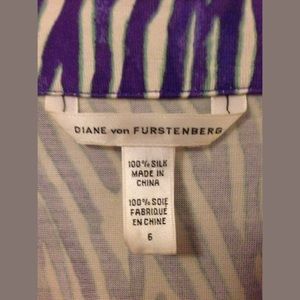 DIANE von FURSTENBERG
100% SILK
MADE IN
CHINA
100% SOIE
FABRIQUE
EN CHINE
6